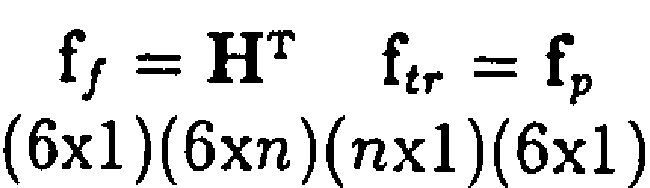 f_f = H^T f_tr = f_p
(6x1)(6xn)(nx1)(6x1)